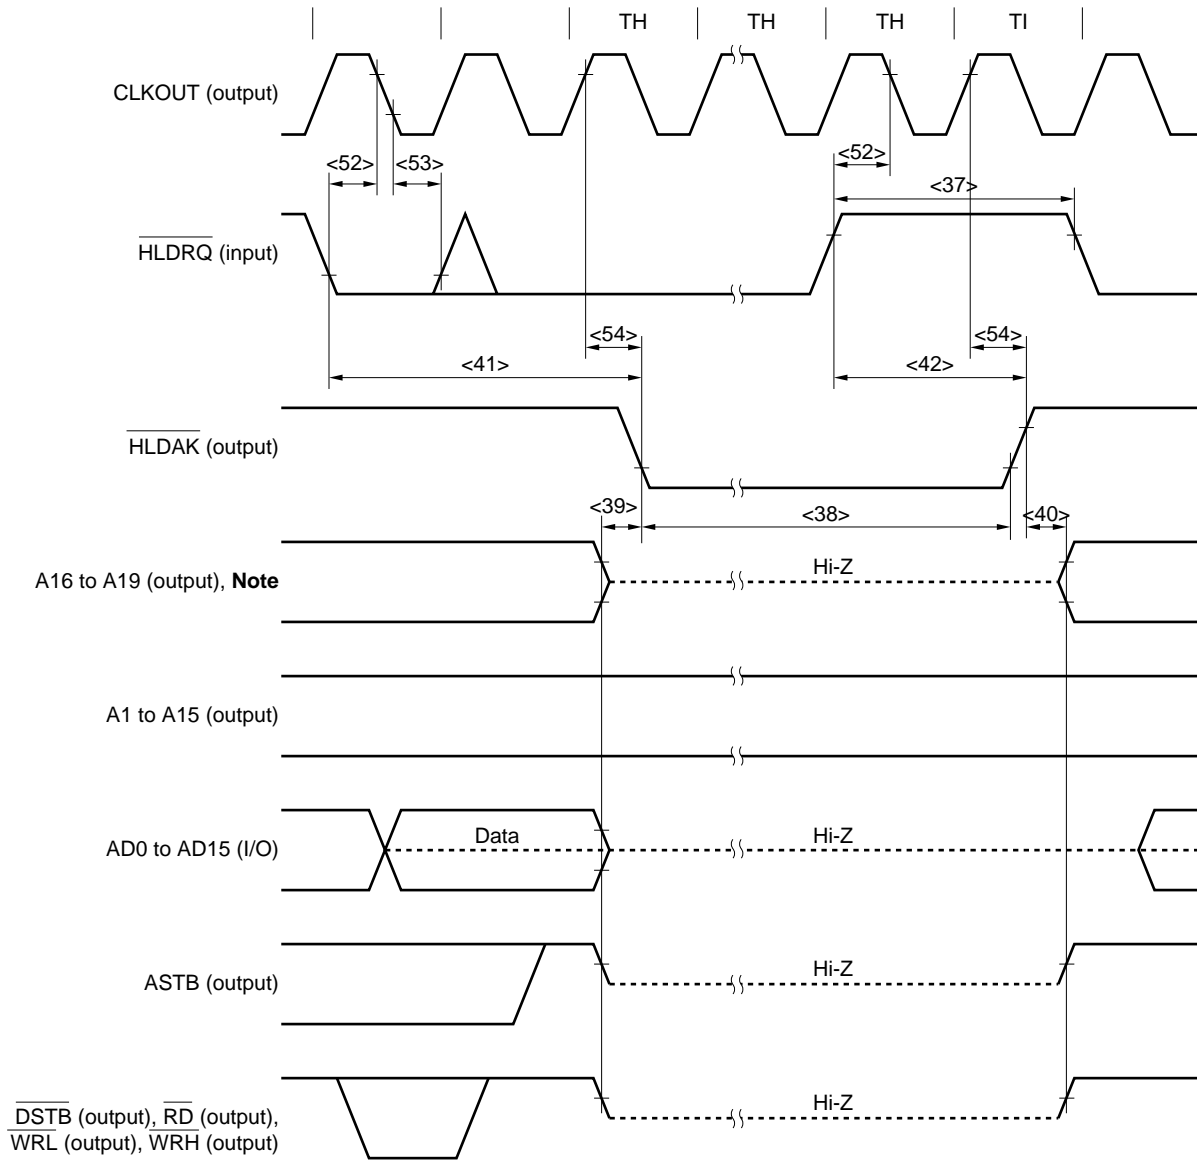 TH TH TH TI
CLKOUT (output)
<52> <53> <52>
<37>
HLDRQ (input)
<54> <54>
<41> <42>
HLDAK (output)
<39> <38> <40>
A16 to A19 (output), Note
Hi-Z
A1 to A15 (output)
AD0 to AD15 (I/O)
Data Hi-Z
ASTB (output)
Hi-Z
DSTB (output), RD (output),
WRL (output), WRH (output)
Hi-Z